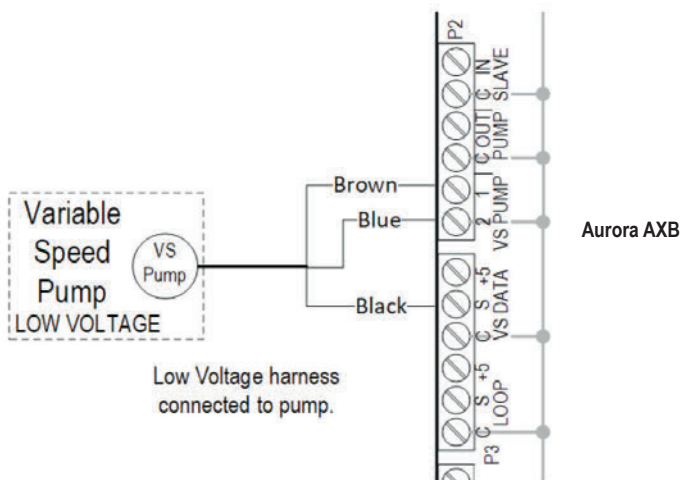 P2
IN
C
SLAVE
OUT
C
PUMP
1
2
VS PUMP
+5
S
C
VS DATA
+5
S
C
LOOP
P3
Brown
Blue
Black
Variable
Speed
Pump
LOW VOLTAGE
VS
Pump
Low Voltage harness
connected to pump.
Aurora AXB